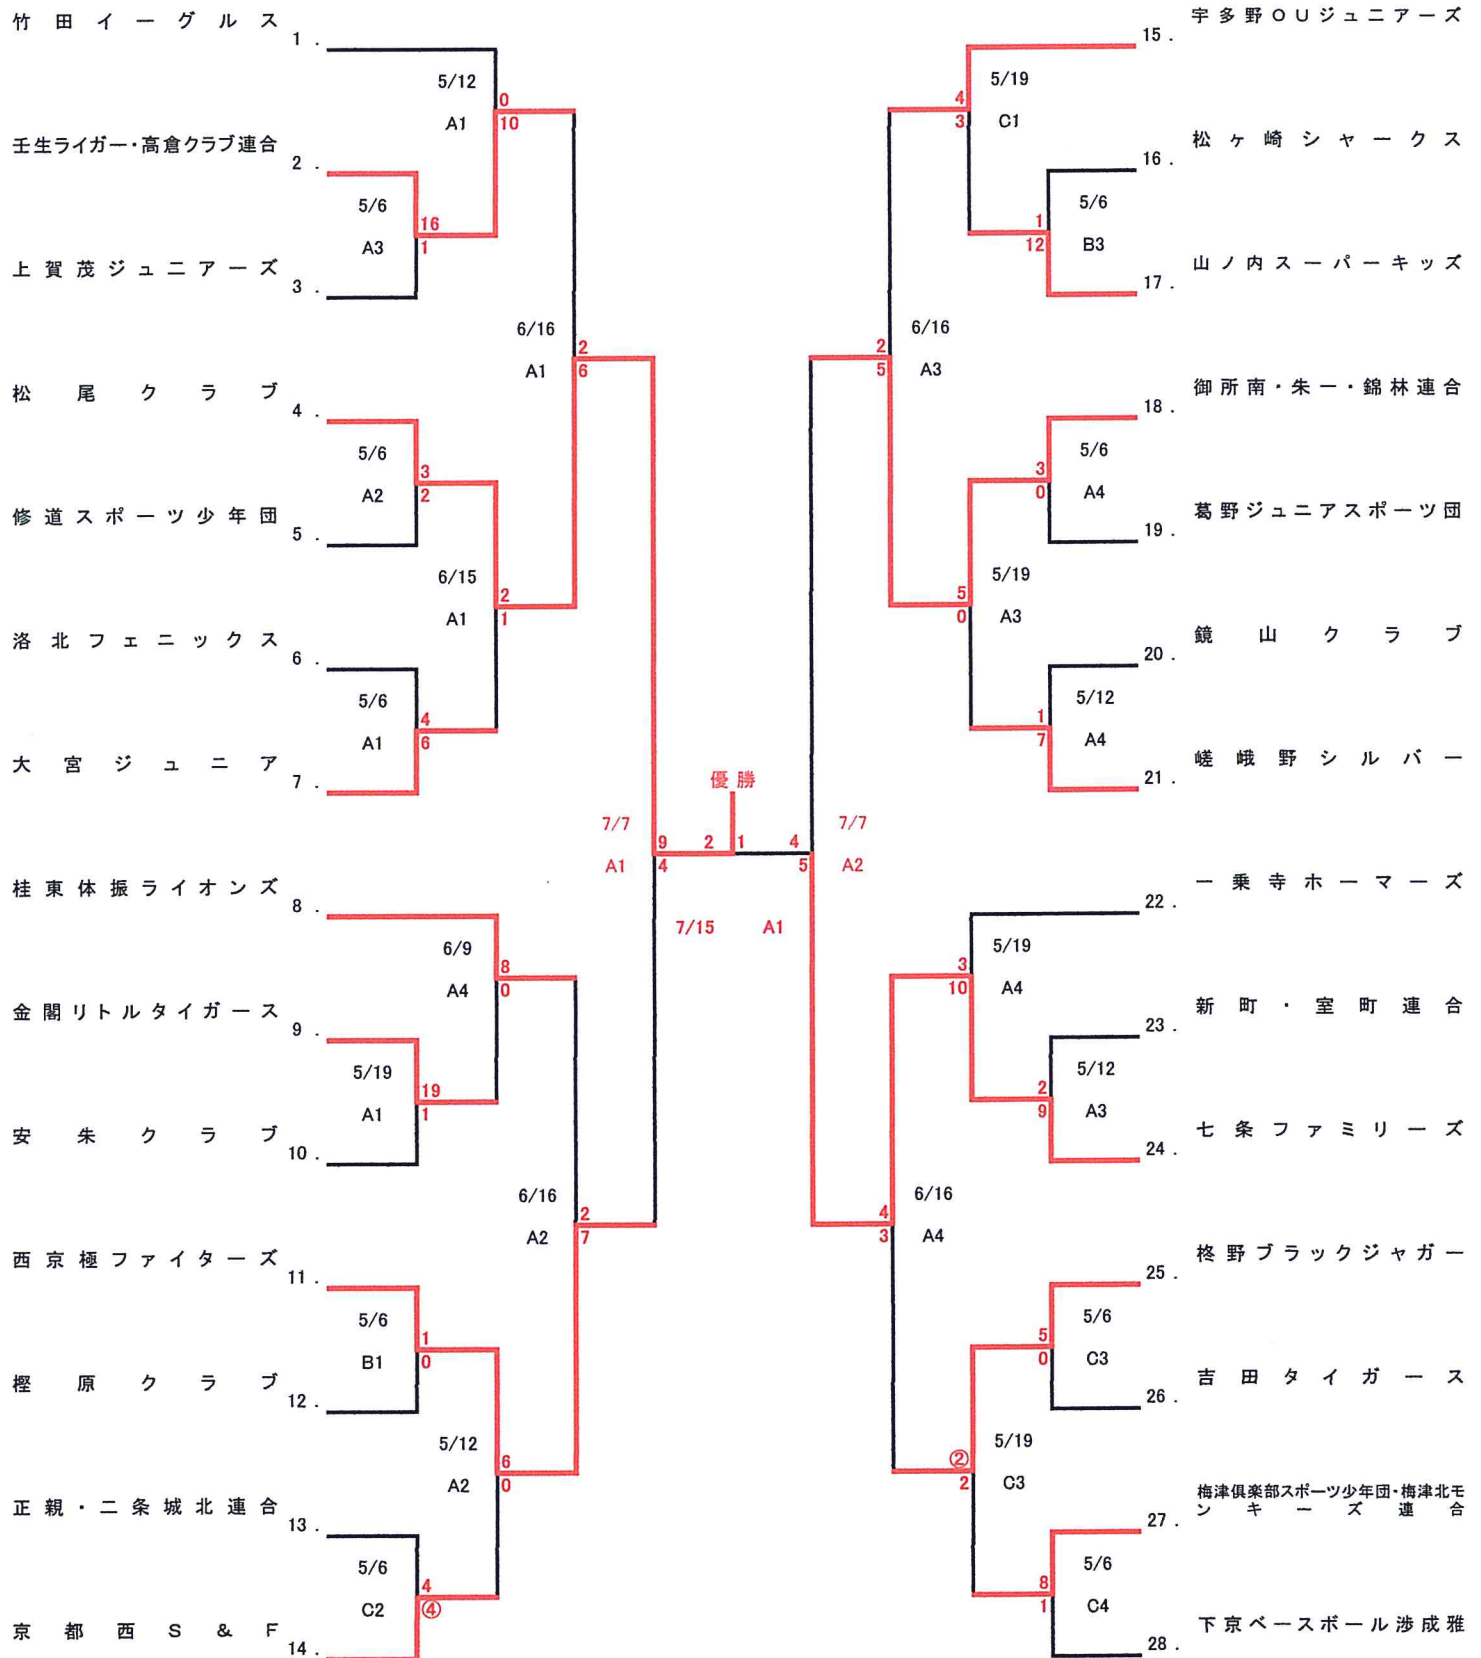 竹田イーグルス
1.
5/12
A1
0
10
壬生ライガー・高倉クラブ連合
2.
5/6
A3
16
1
上賀茂ジュニアーズ
3.
6/16
A1
2
6
松尾クラブ
4.
5/6
A2
3
2
修道スポーツ少年団
5.
6/15
A1
2
1
洛北フェニックス
6.
5/6
A1
4
6
大宮ジュニア
7.
優勝
7/7
A1
9
4
2
1
4
5
7/7
A2
7/15
A1
桂東体振ライオンズ
8.
6/9
A4
8
0
金閣リトルタイガース
9.
5/19
A1
19
1
安朱クラブ
10.
6/16
A2
2
7
西京極ファイターズ
11.
5/6
B1
1
0
樫原クラブ
12.
5/12
A2
6
0
正親・二条城北連合
13.
5/6
C2
4
④
京都西S&F
14.
宇多野OUジュニアーズ
15.
5/19
C1
4
3
松ヶ崎シャークス
16.
5/6
B3
1
12
山ノ内スーパーキッズ
17.
6/16
A3
2
5
御所南・朱一・錦林連合
18.
5/6
A4
3
0
葛野ジュニアスポーツ団
19.
5/19
A3
5
0
鏡山クラブ
20.
5/12
A4
1
7
嵯峨野シルバー
21.
一乗寺ホーマーズ
22.
5/19
A4
3
10
新町・室町連合
23.
5/12
A3
2
9
七条ファミリーズ
24.
6/16
A4
4
3
柊野ブラックジャガー
25.
5/6
C3
5
0
吉田タイガース
26.
5/19
C3
②
2
梅津倶楽部スポーツ少年団・梅津北モ
ンキーズ連合
27.
5/6
C4
8
1
下京ベースボール渉成雅
28.